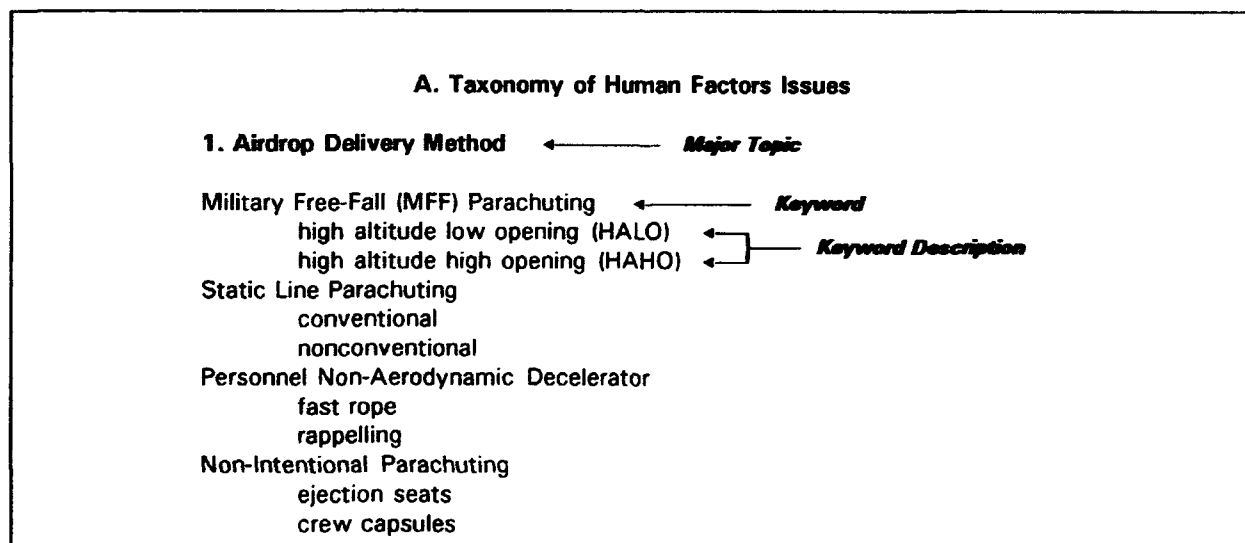 A. Taxonomy of Human Factors Issues
1. Airdrop Delivery Method Major Topic
Military Free-Fall (MFF) Parachuting Keyword
high altitude low opening (HALO)
Keyword Description
high altitude high opening (HAHO)
Static Line Parachuting
conventional
nonconventional
Personnel Non-Aerodynamic Decelerator
fast rope
rappelling
Non-Intentional Parachuting
ejection seats
crew capsules